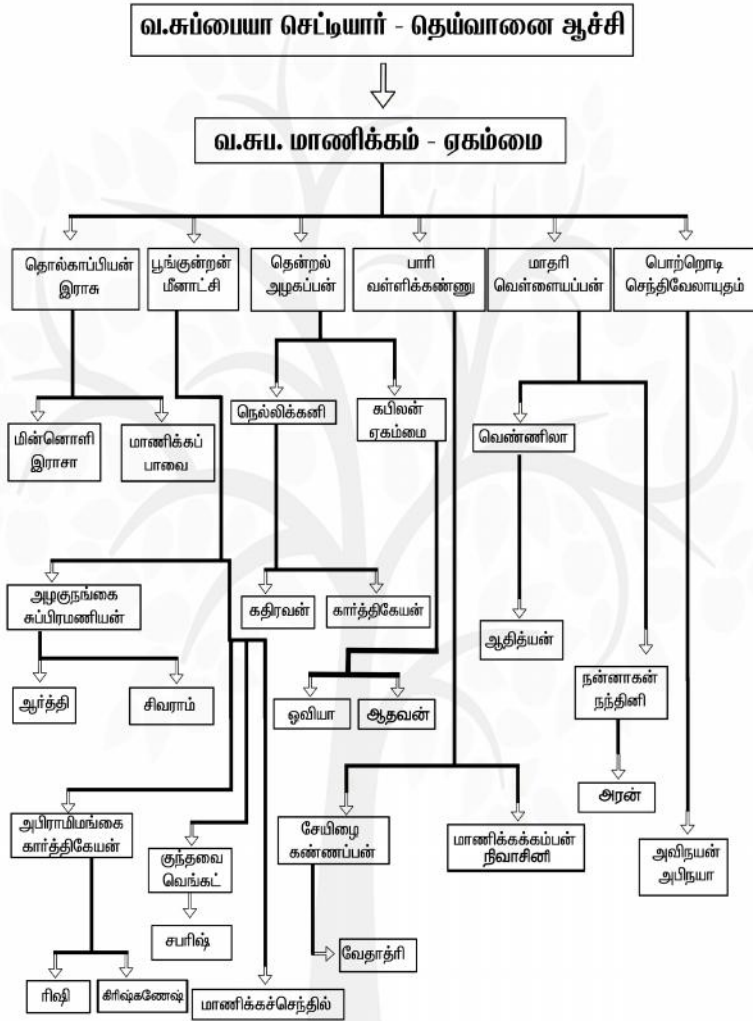 வ.சுப்பையா செட்டியார் - தெய்வானை ஆச்சி
வ.சுப. மாணிக்கம் - ஏகம்மை
தொல்காப்பியன்
இராசு
பூங்குன்றன்
மீனாட்சி
தென்றல்
அழகப்பன்
பாரி
வள்ளிக்கண்ணு
மாதரி
வெள்ளையப்பன்
பொற்றொடி
செந்திவேலாயுதம்
மின்னொளி
இராசா
மாணிக்கப்
பாவை
நெல்லிக்கனி
கபிலன்
ஏகம்மை
வெண்ணிலா
அழகுநங்கை
சுப்பிரமணியன்
கதிரவன்
கார்த்திகேயன்
ஆதித்யன்
ஆர்த்தி
சிவராம்
ஓவியா
ஆதவன்
நன்னாகன்
நந்தினி
அரன்
அபிராமிமங்கை
கார்த்திகேயன்
குந்தவை
வெங்கட்
சேயிழை
கண்ணப்பன்
மாணிக்கக்கம்பன்
நிவாசினி
அவிநயன்
அபிநயா
சபரிஷ்
வேதாத்ரி
ரிஷி
கிரிஷ்கணேஷ்
மாணிக்கச்செந்தில்